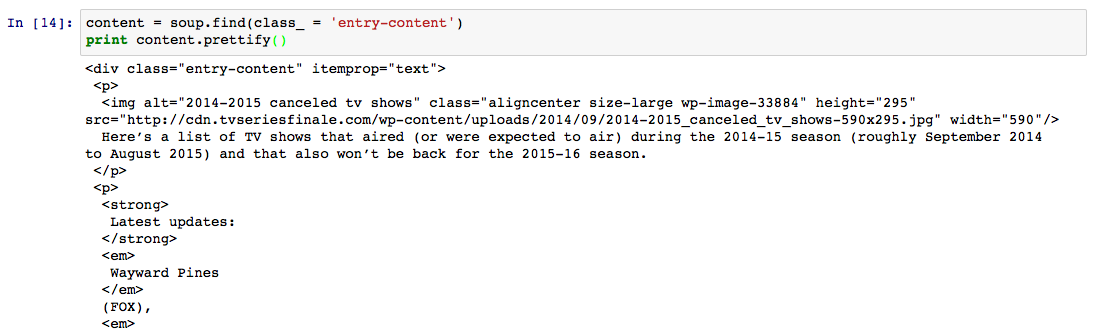 In [14]: content = soup.find(class_ = 'entry-content')
print content.prettify()
<div class="entry-content" itemprop="text">
<p>
<img alt="2014-2015 canceled tv shows" class="aligncenter size-large wp-image-33884" height="295"
src="http://cdn.tvseriesfinale.com/wp-content/uploads/2014/09/2014-2015_canceled_tv_shows-590x295.jpg" width="590"/>
Here’s a list of TV shows that aired (or were expected to air) during the 2014-15 season (roughly September 2014
to August 2015) and that also won’t be back for the 2015-16 season.
</p>
<p>
<strong>
Latest updates:
</strong>
<em>
Wayward Pines
</em>
(FOX),
<em>